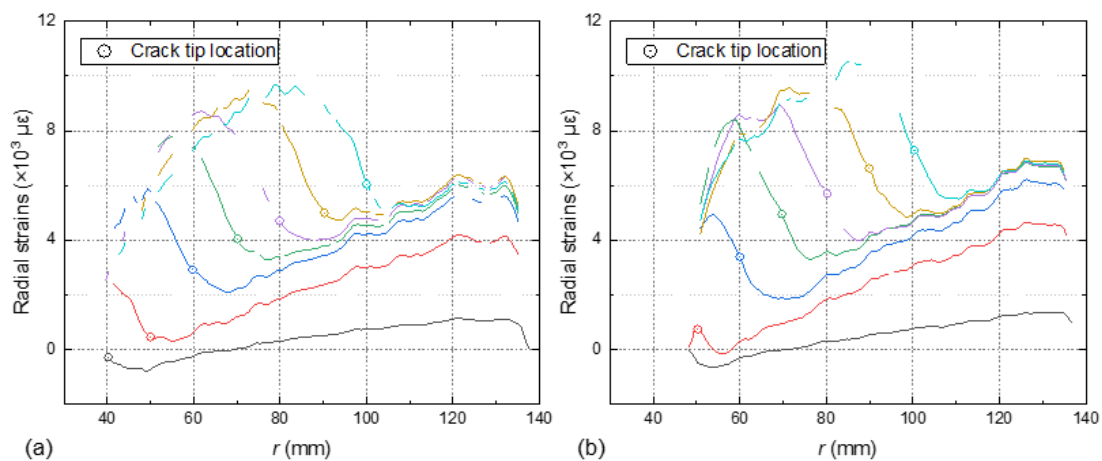 12
8
4
0
Radial strains (×10³ µε)
Crack tip location
40 60 80 100 120 140
(a)
r (mm)
12
8
4
0
Radial strains (×10³ µε)
Crack tip location
40 60 80 100 120 140
(b)
r (mm)